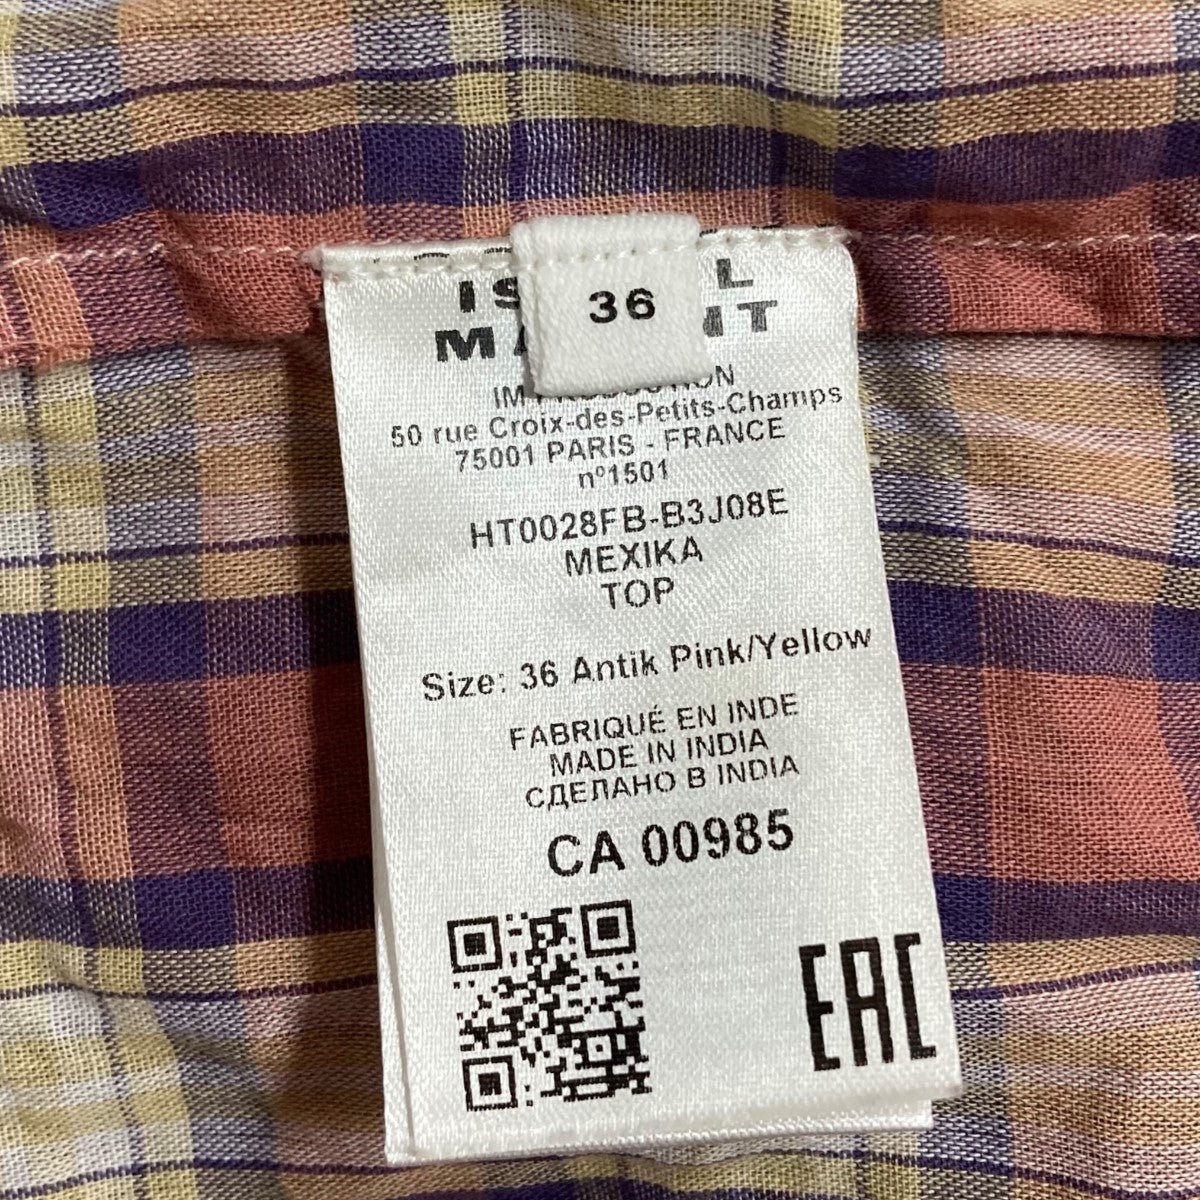 36
50 rue Croix-des-Petits-Champs
75001 PARIS - FRANCE
nº1501
HT0028FB-B3J08E
MEXIKA
TOP
Size: 36 Antik Pink/Yellow
FABRIQUÉ EN INDE
MADE IN INDIA
СДЕЛАНО В INDIA
CA 00985
EAC